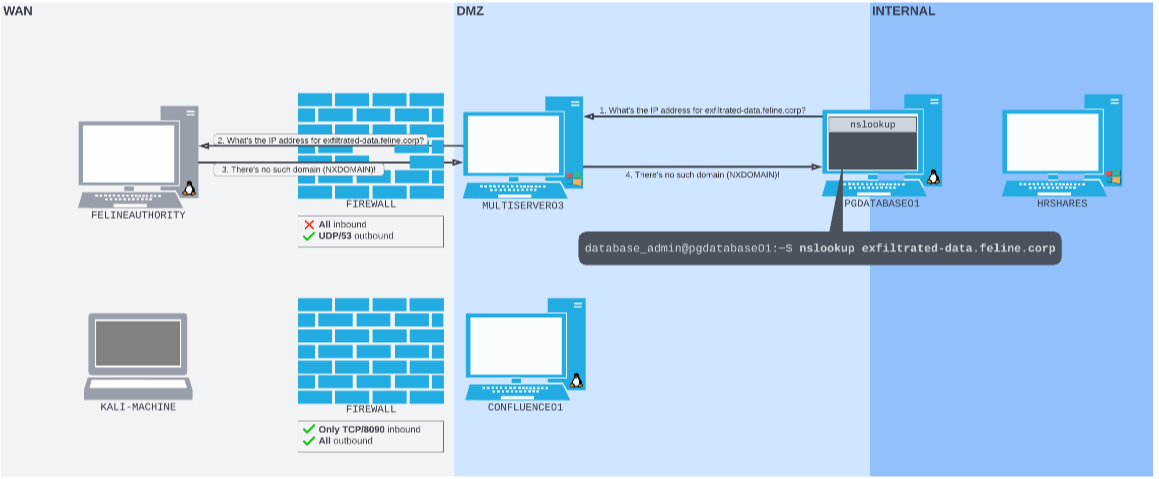 WAN
DMZ
INTERNAL
1. What's the IP address for exfiltrated-data.feline.corp?
nslookup
2. What's the IP address for exfiltrated-data.feline.corp?
3. There's no such domain (NXDOMAIN)!
4. There's no such domain (NXDOMAIN)!
FELINEAUTHORITY
FIREWALL
MULTISERVER03
PGDATABASE01
HRSHARES
All inbound
UDP/53 outbound
database_admin@pgdatabase01:~$ nslookup exfiltrated-data.feline.corp
KALI-MACHINE
FIREWALL
CONFLUENCE01
Only TCP/8090 inbound
All outbound